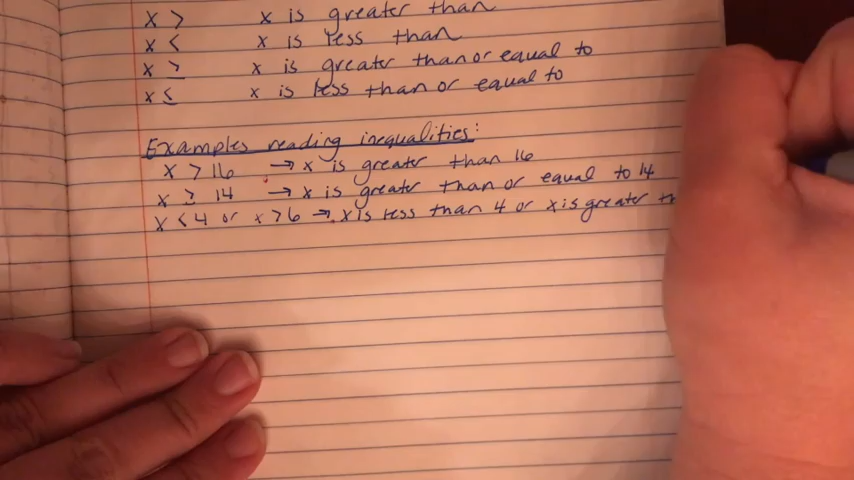 x > x is greater than
x < x is less than
x ≥ x is greater than or equal to
x ≤ x is less than or equal to
Examples reading inequalities:
x > 16 → x is greater than 16
x ≥ 14 → x is greater than or equal to 14
x < 4 or x > 6 → x is less than 4 or x is greater